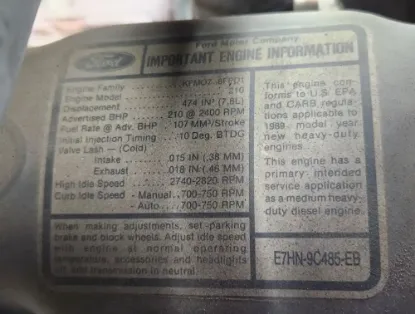 Ford Motor Company
Ford
IMPORTANT ENGINE INFORMATION
Engine Family
Engine Model 210
Displacement 474 IN³ (7,8L)
Advertised BHP 210 @ 2600 RPM
Fuel Rate @ Adv. BHP 107 MM³/Stroke
Initial Injection Timing 10 Deg. BTDC
Valve Lash — (Cold)
Intake .015 IN (.38 MM)
Exhaust .018 IN (.46 MM)
High Idle Speed 2740-2820 RPM
Curb Idle Speed - Manual 700-750 RPM
- Auto 700-750 RPM
When making adjustments, set parking
brake and block wheels. Adjust idle speed
with engine at normal operating
temperature, accessories and headlights
off and transmission in neutral.
This engine con-
forms to U.S. EPA
and CARB regula-
tions applicable to
1989 model year
new heavy-duty
engines.
This engine has a
primary intended
service application
as a medium heavy-
duty diesel engine.
E7HN-9C485-EB